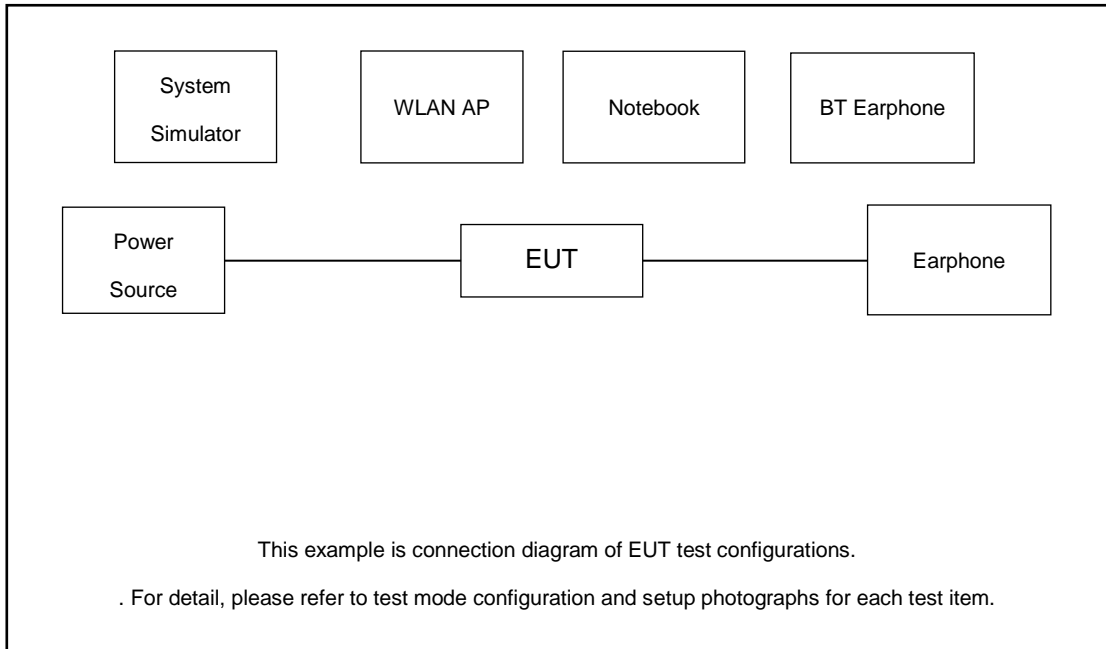 System
Simulator
WLAN AP
Notebook
BT Earphone
Power
Source
EUT
Earphone
This example is connection diagram of EUT test configurations.
. For detail, please refer to test mode configuration and setup photographs for each test item.